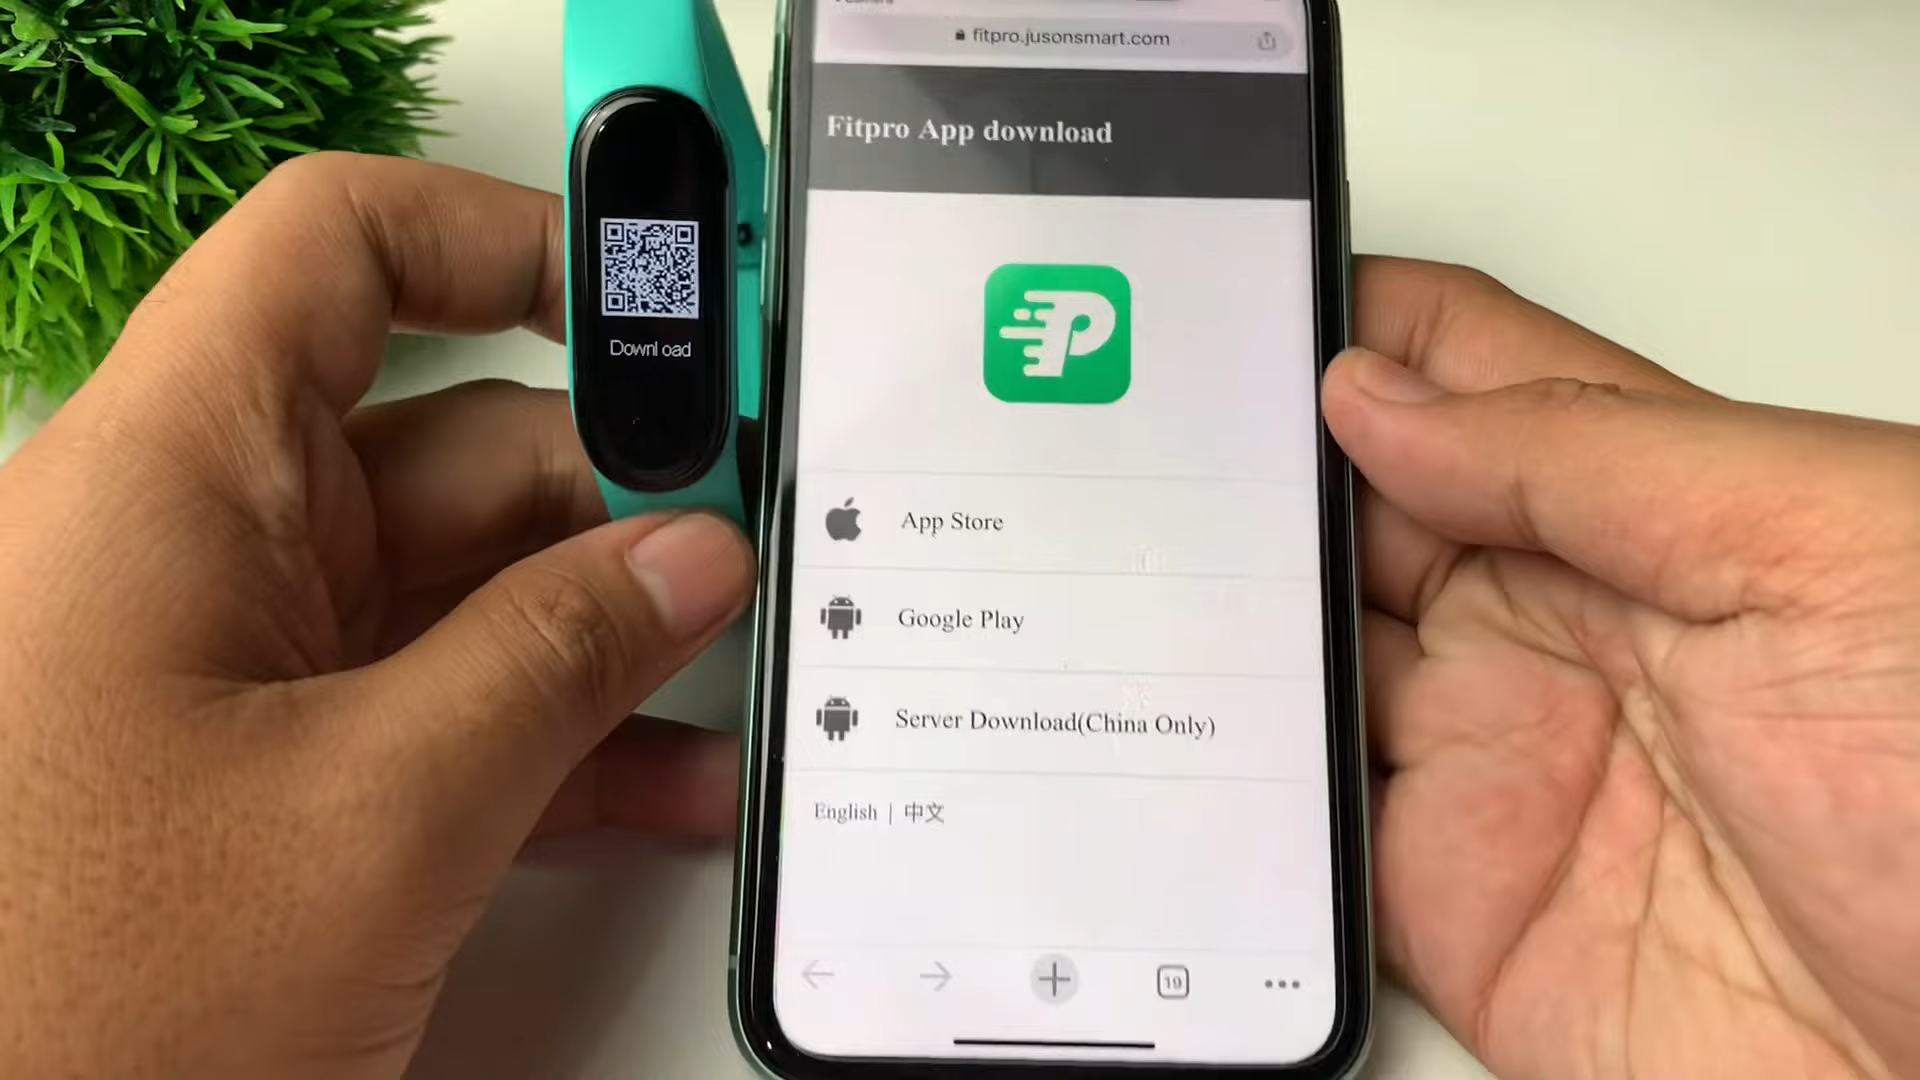 fitpro.jusonsmart.com
Fitpro App download
Downl oad
App Store
Google Play
Server Download(China Only)
English | 中文
19